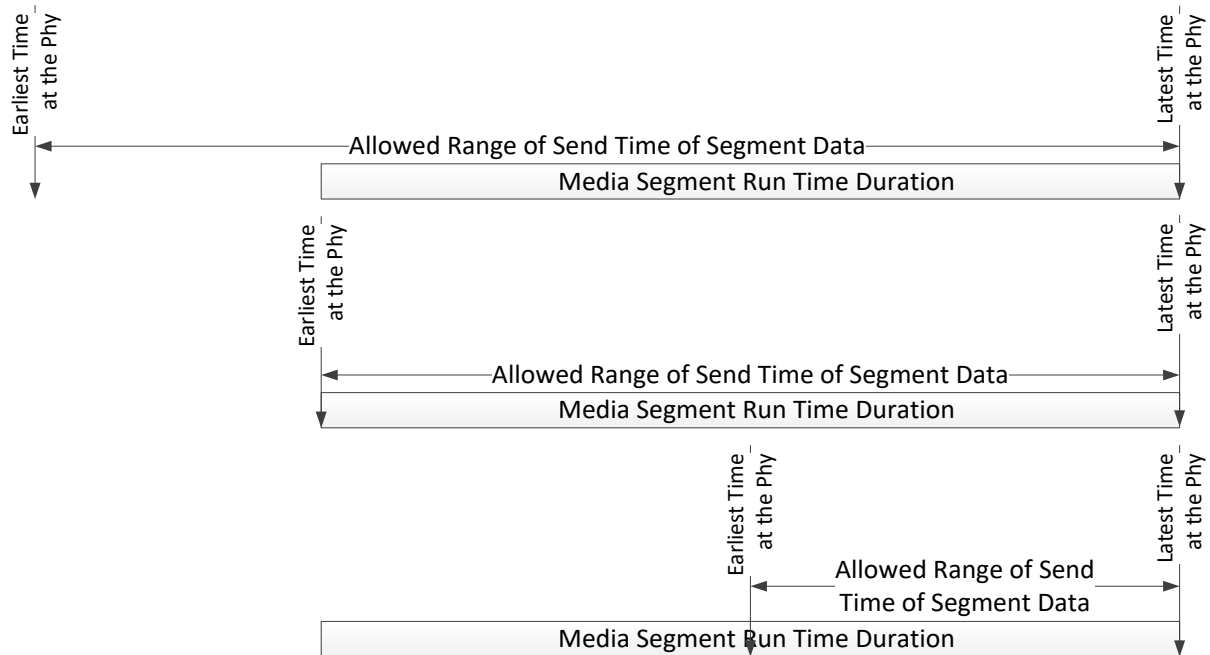 Earliest Time
at the Phy
Latest Time
at the Phy
Allowed Range of Send Time of Segment Data
Media Segment Run Time Duration
Earliest Time
at the Phy
Latest Time
at the Phy
Allowed Range of Send Time of Segment Data
Media Segment Run Time Duration
Earliest Time
at the Phy
Latest Time
at the Phy
Allowed Range of Send
Time of Segment Data
Media Segment Run Time Duration